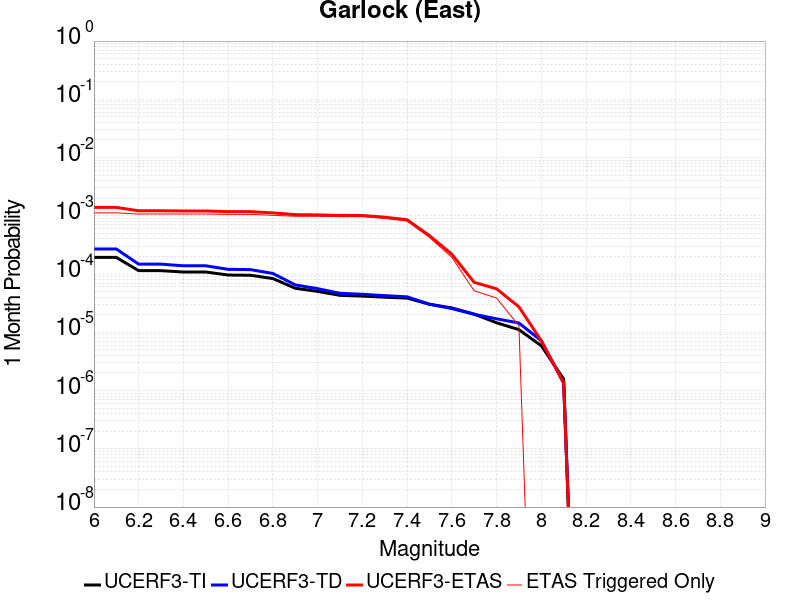 Garlock (East)
10^0
10^-1
10^-2
10^-3
10^-4
10^-5
10^-6
10^-7
10^-8
1 Month Probability
6 6.2 6.4 6.6 6.8 7 7.2 7.4 7.6 7.8 8 8.2 8.4 8.6 8.8 9
Magnitude
UCERF3-TI UCERF3-TD UCERF3-ETAS ETAS Triggered Only